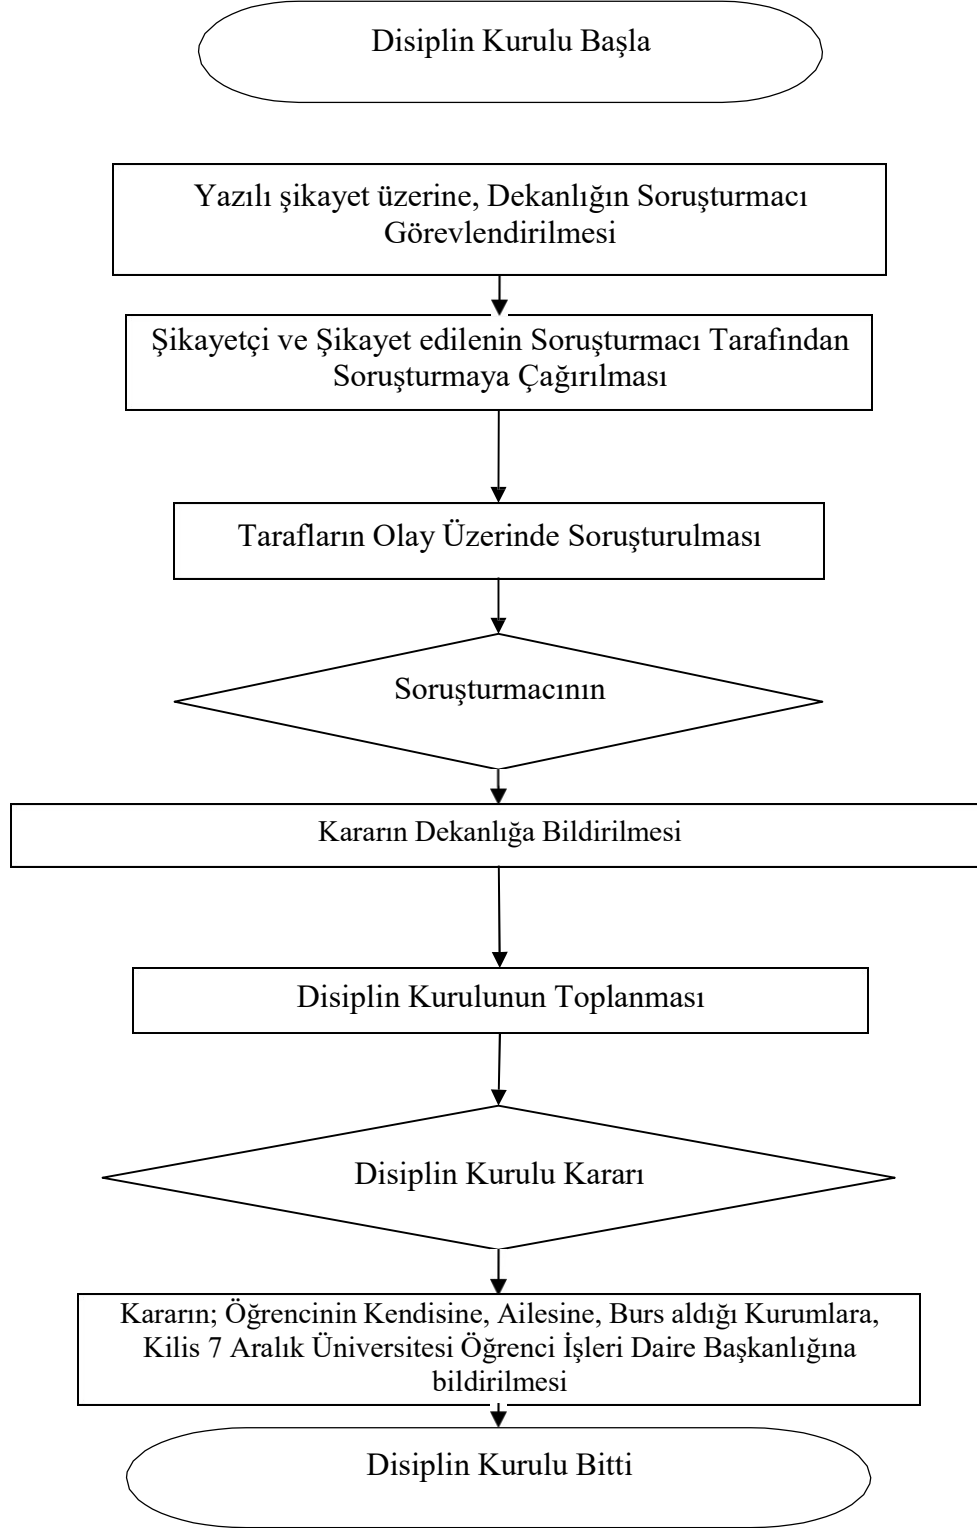 Disiplin Kurulu Başla
Yazılı şikayet üzerine, Dekanlığın Soruşturmacı
Görevlendirilmesi
Şikayetçi ve Şikayet edilenin Soruşturmacı Tarafından
Soruşturmaya Çağırılması
Tarafların Olay Üzerinde Soruşturulması
Soruşturmacının
Kararın Dekanlığa Bildirilmesi
Disiplin Kurulunun Toplanması
Disiplin Kurulu Kararı
Kararın; Öğrencinin Kendisine, Ailesine, Burs aldığı Kurumlara,
Kilis 7 Aralık Üniversitesi Öğrenci İşleri Daire Başkanlığına
bildirilmesi
Disiplin Kurulu Bitti